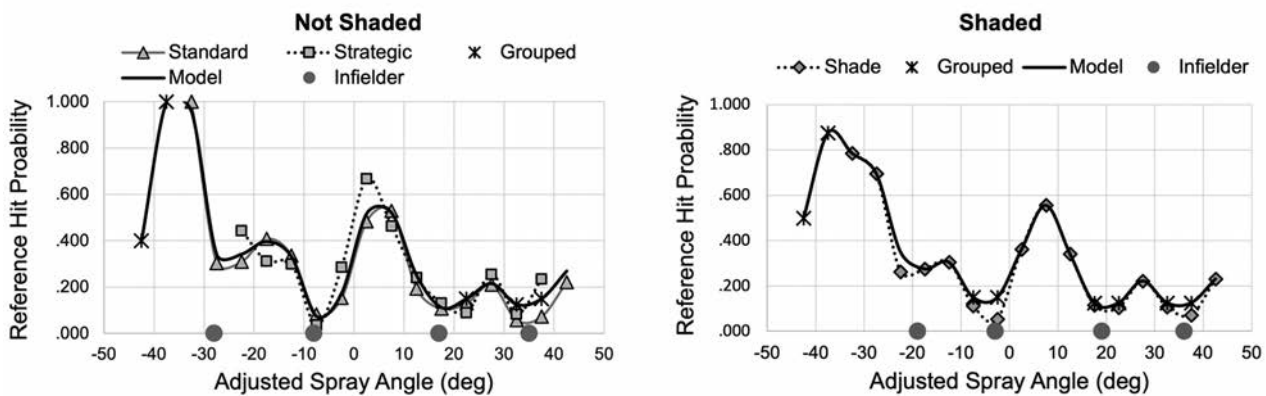 Not Shaded
Standard Strategic Grouped
Model Infielder
Reference Hit Proability
1.000
.800
.600
.400
.200
.000
-50 -40 -30 -20 -10 0 10 20 30 40 50
Adjusted Spray Angle (deg)
Shaded
Shade Grouped Model Infielder
Reference Hit Proability
1.000
.800
.600
.400
.200
.000
-50 -40 -30 -20 -10 0 10 20 30 40 50
Adjusted Spray Angle (deg)